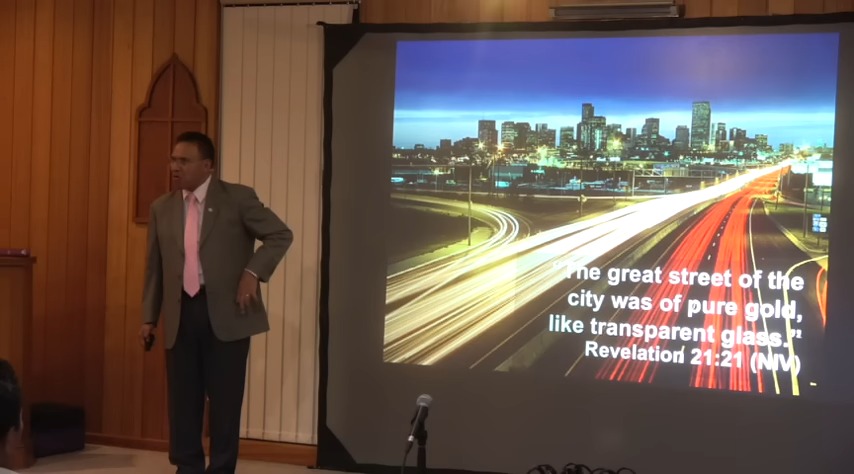 “The great street of the
city was of pure gold,
like transparent glass.”
Revelation 21:21 (NIV)